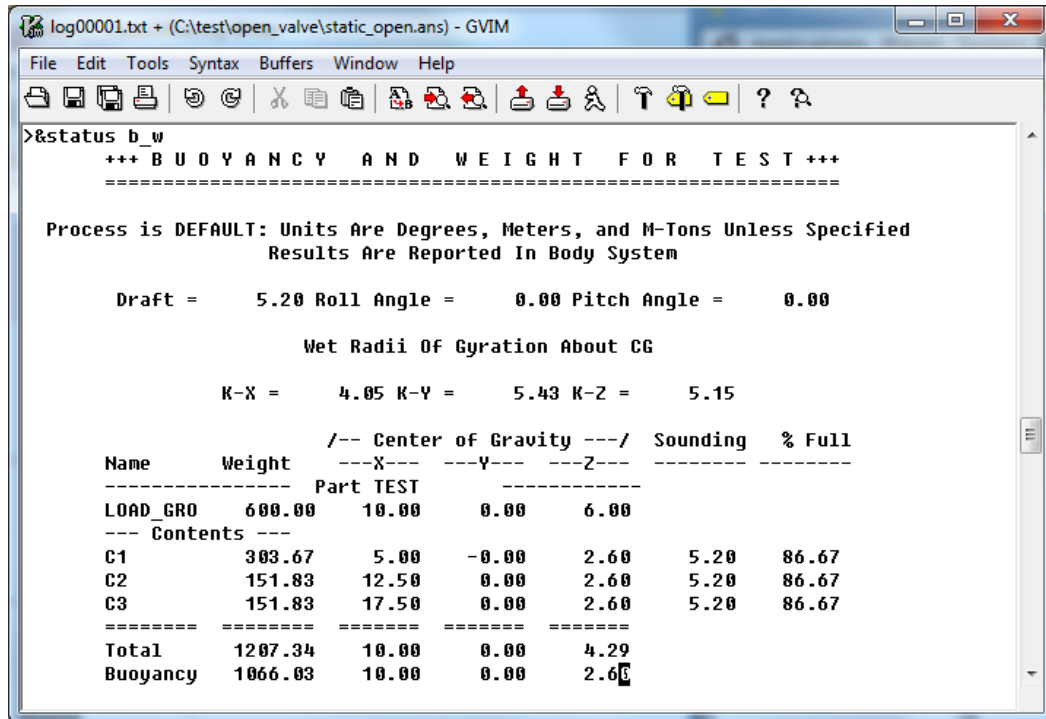 log00001.txt + (C:\test\open_valve\static_open.ans) - GVIM
File Edit Tools Syntax Buffers Window Help
>&status b_w
+++ B U O Y A N C Y   A N D   W E I G H T   F O R   T E S T +++
===============================================================
Process is DEFAULT: Units Are Degrees, Meters, and M-Tons Unless Specified
Results Are Reported In Body System
Draft = 5.20 Roll Angle = 0.00 Pitch Angle = 0.00
Wet Radii Of Gyration About CG
K-X = 4.05 K-Y = 5.43 K-Z = 5.15
/-- Center of Gravity ---/ Sounding % Full
Name Weight ---X--- ---Y--- ---Z--- -------- --------
---------------- Part TEST ------------
LOAD_GRO 600.00 10.00 0.00 6.00
--- Contents ---
C1 303.67 5.00 -0.00 2.60 5.20 86.67
C2 151.83 12.50 0.00 2.60 5.20 86.67
C3 151.83 17.50 0.00 2.60 5.20 86.67
======== ======== ======= ======= =======
Total 1207.34 10.00 0.00 4.29
Buoyancy 1066.03 10.00 0.00 2.60